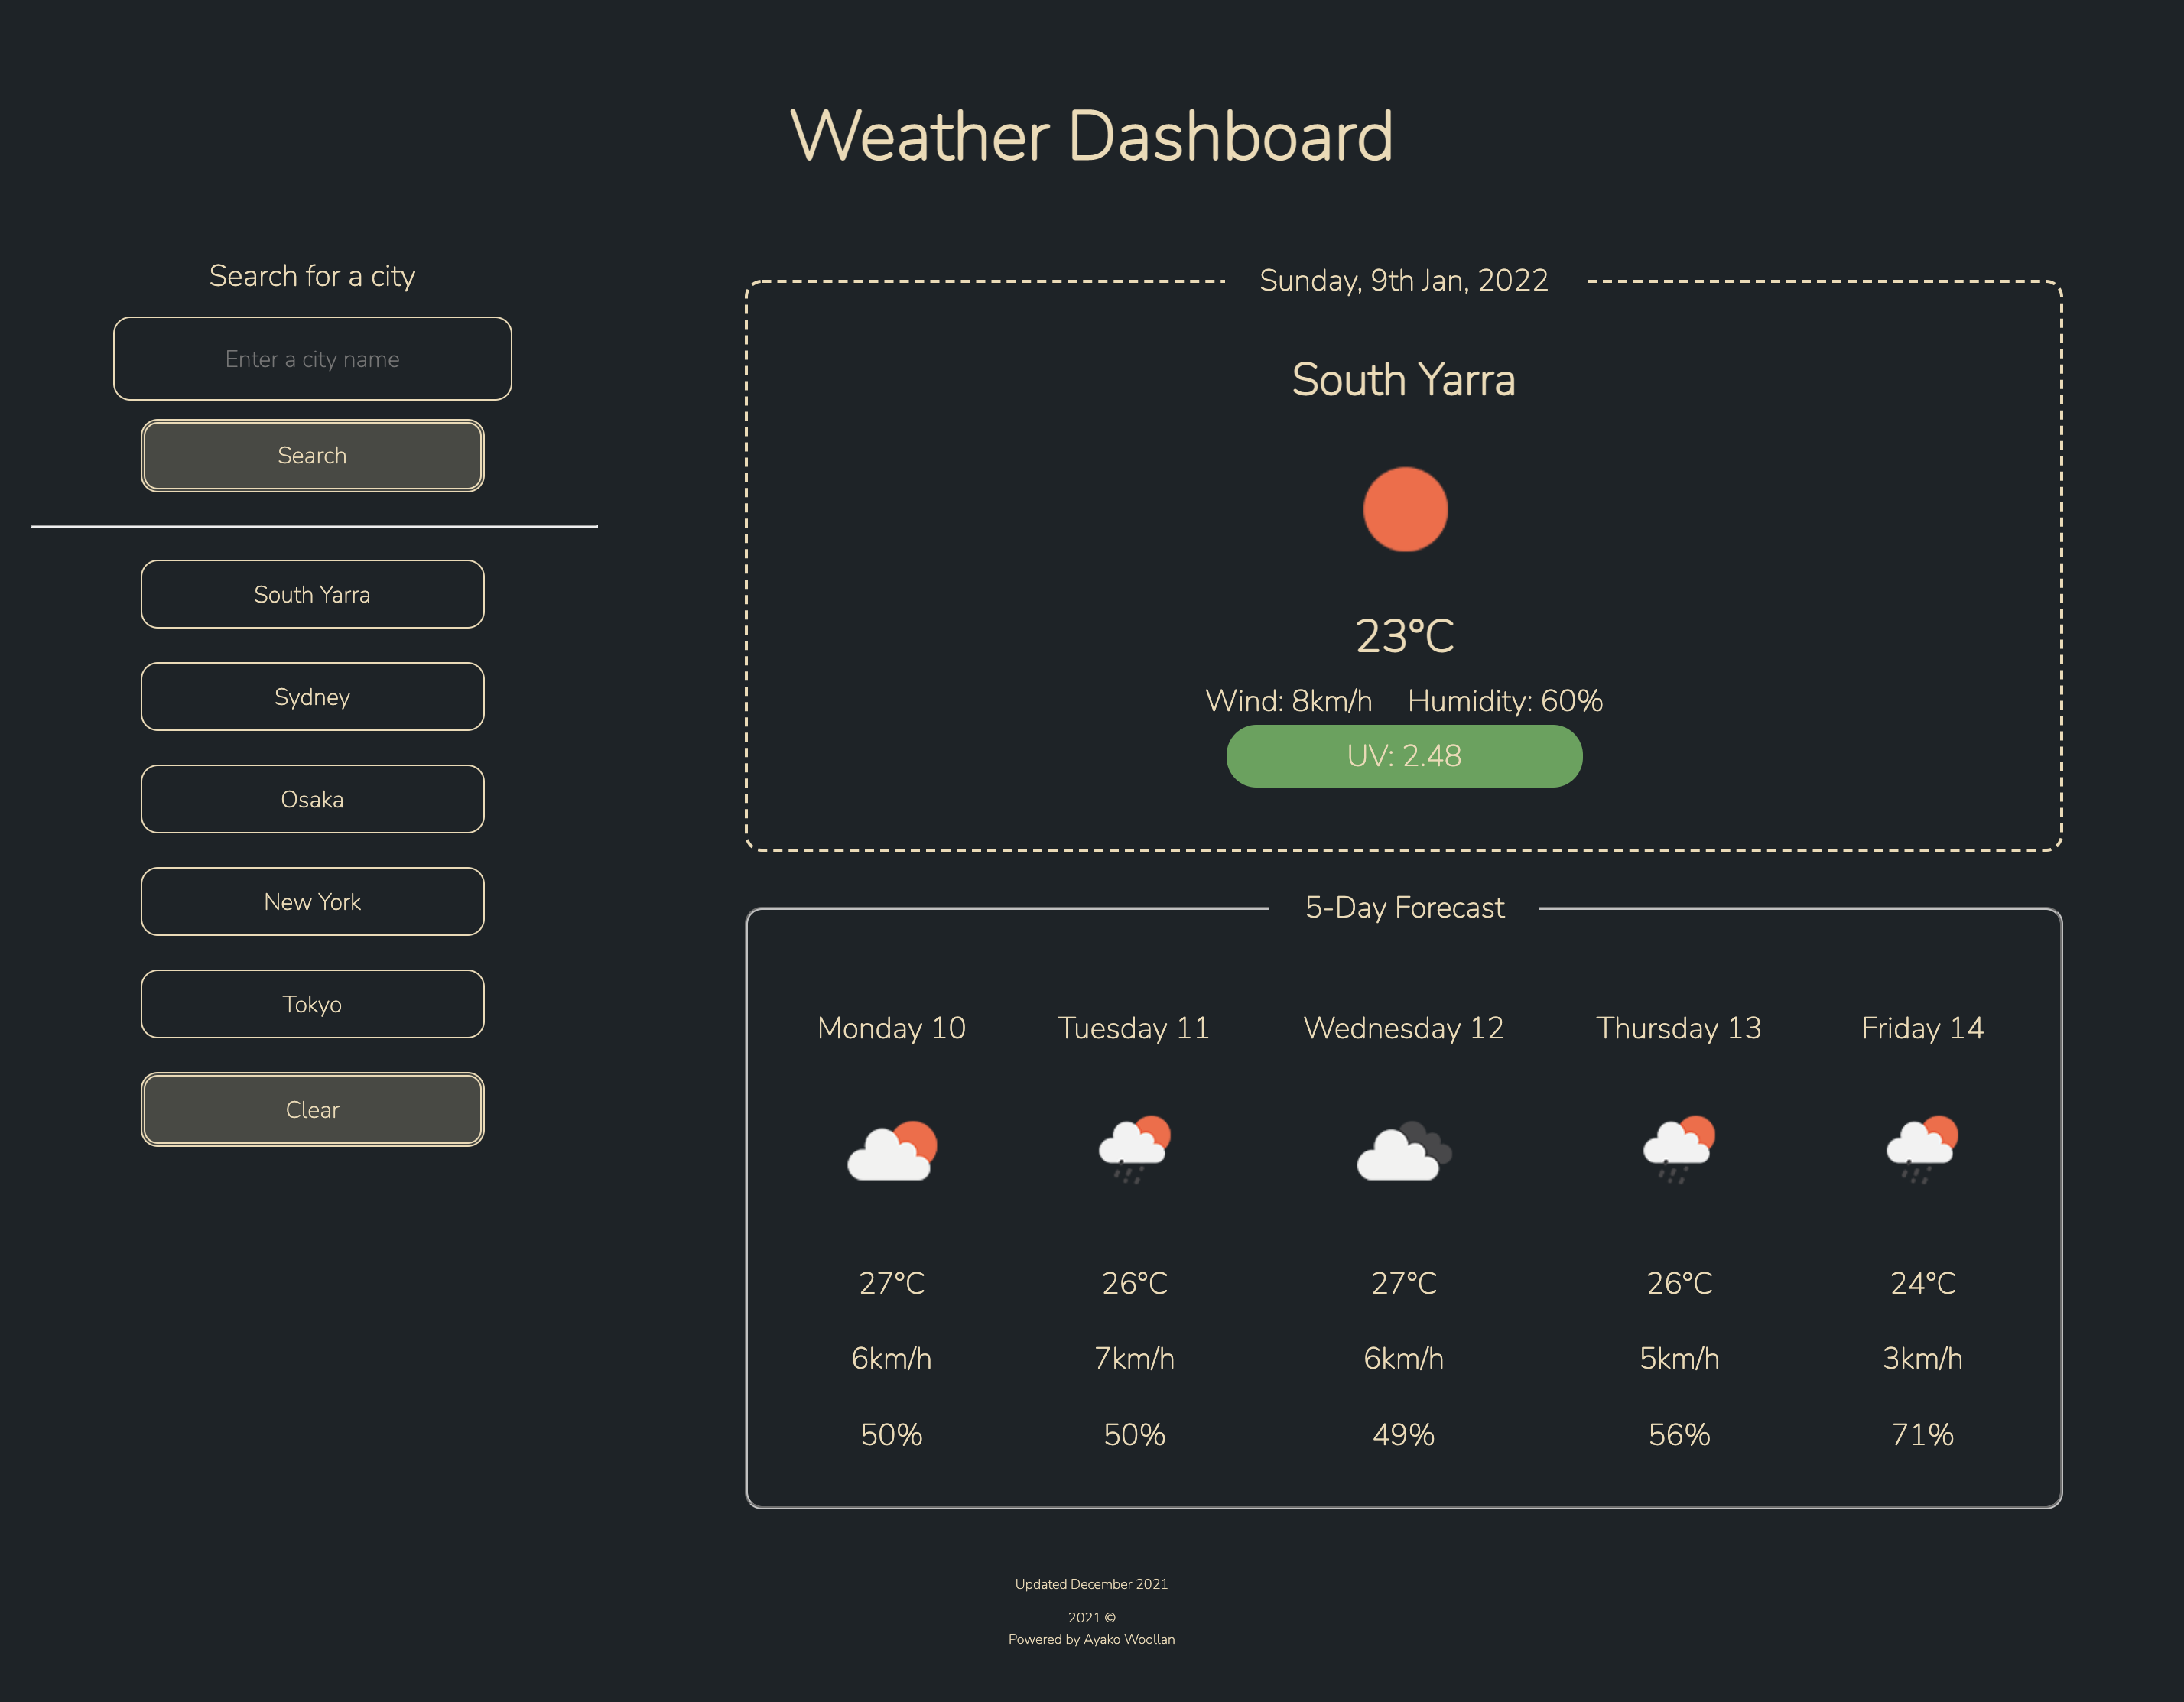 Weather Dashboard
Search for a city
Enter a city name
Search
South Yarra
Sydney
Osaka
New York
Tokyo
Clear
Sunday, 9th Jan, 2022
South Yarra
23°C
Wind: 8km/h Humidity: 60%
UV: 2.48
5-Day Forecast
Monday 10 Tuesday 11 Wednesday 12 Thursday 13 Friday 14
27°C 26°C 27°C 26°C 24°C
6km/h 7km/h 6km/h 5km/h 3km/h
50% 50% 49% 56% 71%
Updated December 2021
2021 ©
Powered by Ayako Woollan